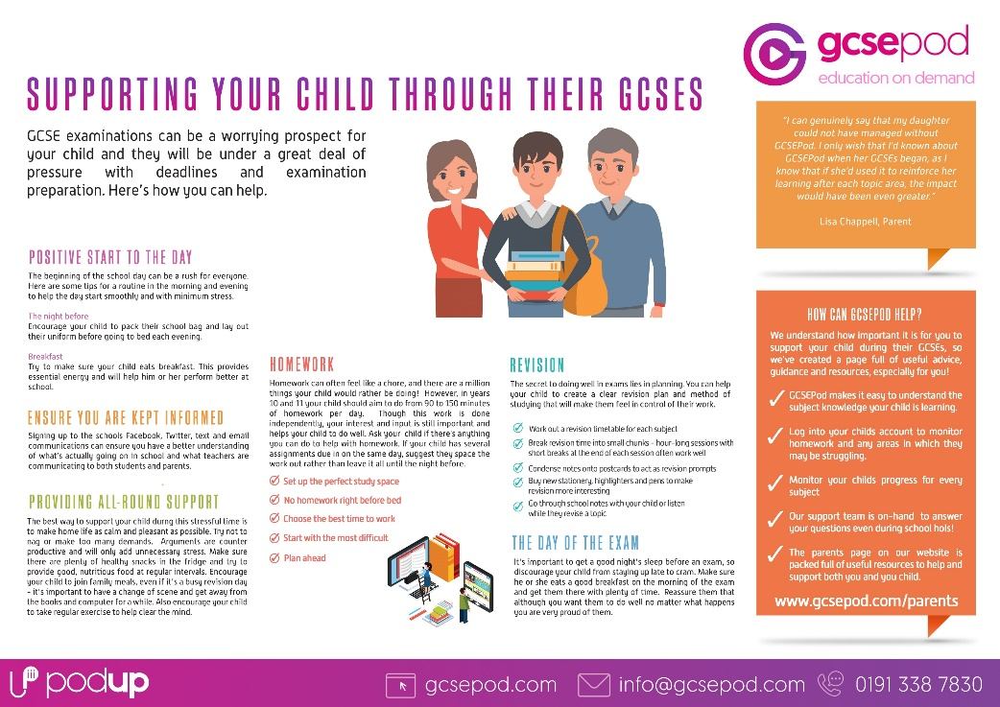 gcsepod
education on demand
SUPPORTING YOUR CHILD THROUGH THEIR GCSES
GCSE examinations can be a worrying prospect for
your child and they will be under a great deal of
pressure with deadlines and examination
preparation. Here's how you can help.
POSITIVE START TO THE DAY
The beginning of the school day can be a rush for everyone.
Here are some tips for a routine in the morning and evening
to help the day start smoothly and with minimum stress.
The night before
Encourage your child to pack their school bag and lay out
their uniform before going to bed each evening.
Breakfast
Try to make sure your child eats breakfast. This provides
essential energy and will help him or her perform better at
school.
ENSURE YOU ARE KEPT INFORMED
Signing up to the schools Facebook, Twitter, text and email
communications can ensure you have a better understanding
of what's actually going on in school and what teachers are
communicating to both students and parents.
PROVIDING ALL-ROUND SUPPORT
The best way to support your child durng this stressful time is
to make home life as calm and pleasant as possible. Try not to
nag or make too many demands. Arguments are counter
productive and will only add unnecessary stress. Make sure
there are plenty of healthy snacks in the fridge and try to
provide good, nutritious food at regular intervals. Encourage
your child to join family meals, even if it's a busy revision day
- it's important to have a change of scene and get away from
the books and computer for a while. Also encourage your child
to take regular exercise to help clear the mind.
HOMEWORK
Homework can often feel like a chore, and there are a million
things your child would rather be doing! However, in years
10 and 11 your child should aim to do from 90 to 150 minutes
of homework per day. Though this work is done
independently, your interest and input is still important and
helps your child to do well. Ask your child if there's anything
you can do to help with homework. If your child has several
assignments due in on the same day, suggest they space the
work out rather than leave it all until the night before.
Set up the perfect study space
No homework right before bed
Choose the best time to work
Start with the most difficult
Plan ahead
REVISION
The secret to doing well in exams lies in planning. You can help
your child to create a clear revision plan and method of
studying that will make them feel in control of their work.
Work out a revision timetable for each subject
Break revision time into small chunks - hour-long sessions with
short breaks at the end of each session often work well
Condense notes onto postcards to act as revision prompts
Buy new stationery, highlighters and pens to make
revision more interesting
Go through school notes with your child or listen
while they revise a topic
THE DAY OF THE EXAM
It's important to get a good night's sleep before an exam, so
discourage your child from staying up late to cram. Make sure
he or she eats a good breakfast on the morning of the exam
and get them there with plenty of time. Reassure them that
although you want them to do well no matter what happens
you are very proud of them.
"I can genuinely say that my daughter
could not have managed without
GCSEPod. I only wish that I'd known about
GCSEPod when her GCSEs began, as I
know that if she'd used it to reinforce her
learning after each topic area, the impact
would have been even greater."
Lisa Chappell, Parent
HOW CAN GCSEPOD HELP?
We understand how important it is for you to
support your child during their GCSEs, so
we've created a page full of useful advice,
guidance and resources, especially for you!
GCSEPod makes it easy to understand the
subject knowledge your child is learning.
Log into your childs account to monitor
homework and any areas in which they
may be struggling.
Monitor your childs progress for every
subject
Our support team is on-hand to answer
your questions even during school hols!
The parents page on our website is
packed full of useful resources to help and
support both you and you child.
www.gcsepod.com/parents
podup
gcsepod.com
info@gcsepod.com
0191 338 7830